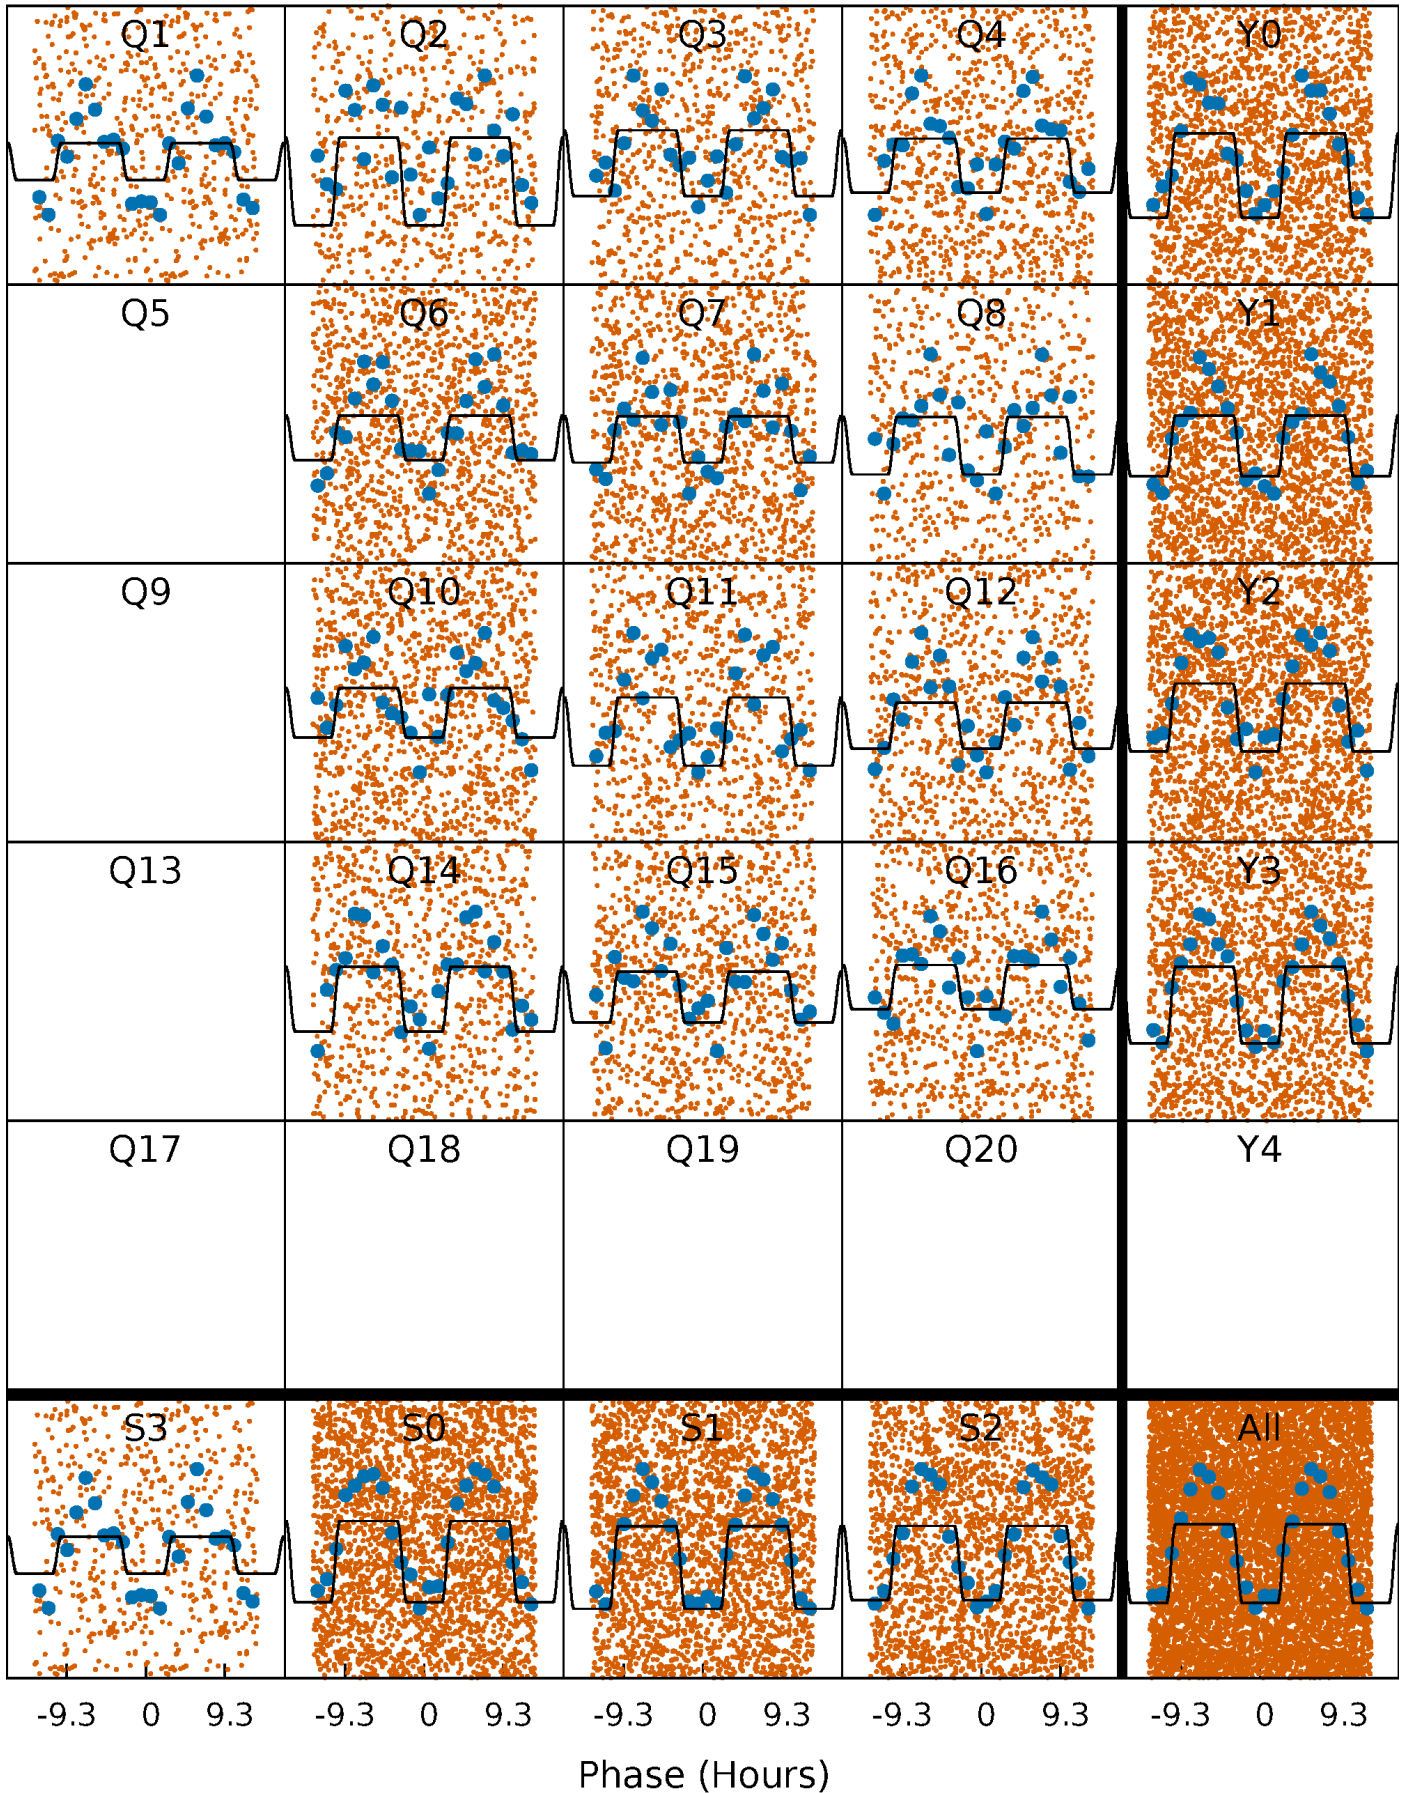 Q1 Q2 Q3 Q4 Y0
Q5 Q6 Q7 Q8 Y1
Q9 Q10 Q11 Q12 Y2
Q13 Q14 Q15 Q16 Y3
Q17 Q18 Q19 Q20 Y4
S3 S0 S1 S2 All
-9.3 0 9.3 -9.3 0 9.3 -9.3 0 9.3 -9.3 0 9.3 -9.3 0 9.3
Phase (Hours)